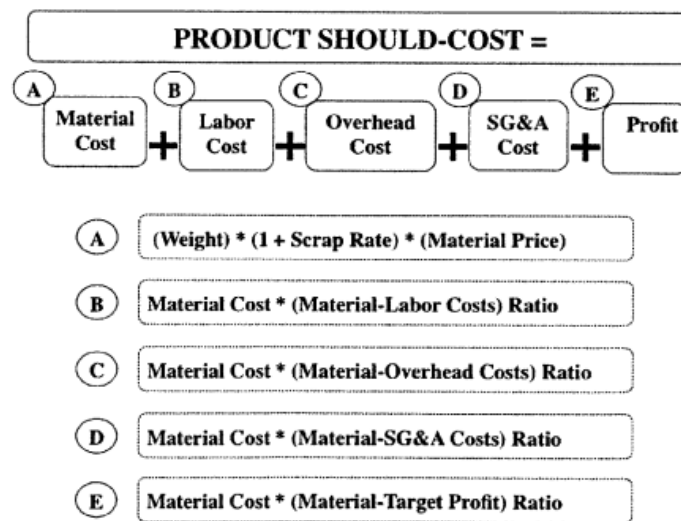 PRODUCT SHOULD-COST =
A B C D E
Material Cost + Labor Cost + Overhead Cost + SG&A Cost + Profit
A (Weight) * (1 + Scrap Rate) * (Material Price)
B Material Cost * (Material-Labor Costs) Ratio
C Material Cost * (Material-Overhead Costs) Ratio
D Material Cost * (Material-SG&A Costs) Ratio
E Material Cost * (Material-Target Profit) Ratio